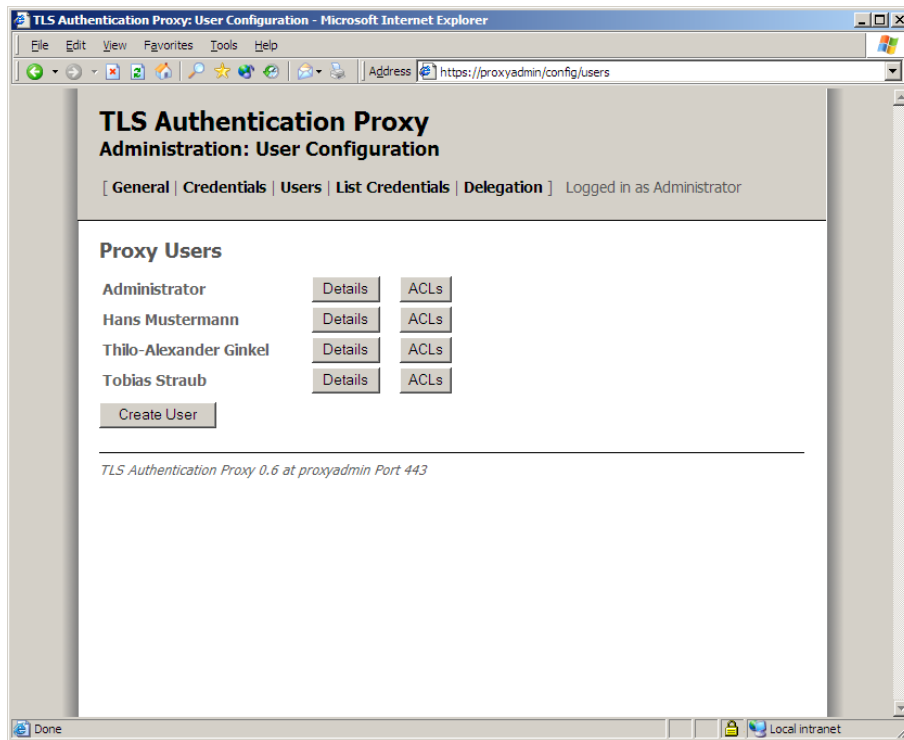 TLS Authentication Proxy: User Configuration - Microsoft Internet Explorer
File Edit View Favorites Tools Help
Address https://proxyadmin/config/users
TLS Authentication Proxy
Administration: User Configuration
[ General | Credentials | Users | List Credentials | Delegation ] Logged in as Administrator
Proxy Users
Administrator Details ACLs
Hans Mustermann Details ACLs
Thilo-Alexander Ginkel Details ACLs
Tobias Straub Details ACLs
Create User
TLS Authentication Proxy 0.6 at proxyadmin Port 443
Done Local intranet